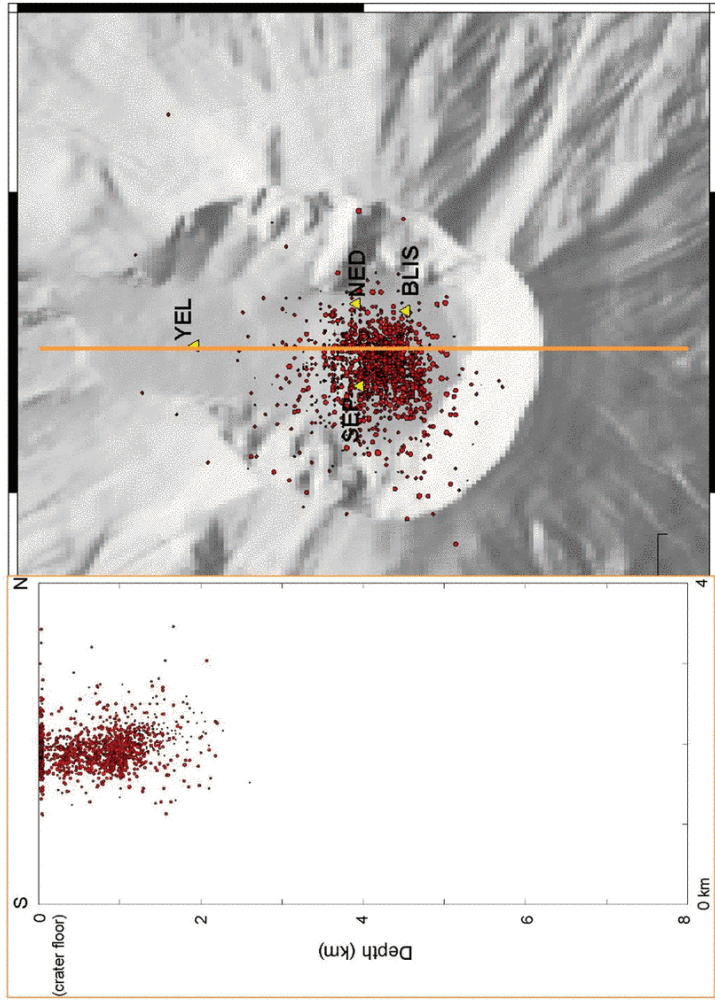 YEL
NED
BLIS
SEP
N
S
0
2
4
6
8
(crater floor)
Depth (km)
0 km
4